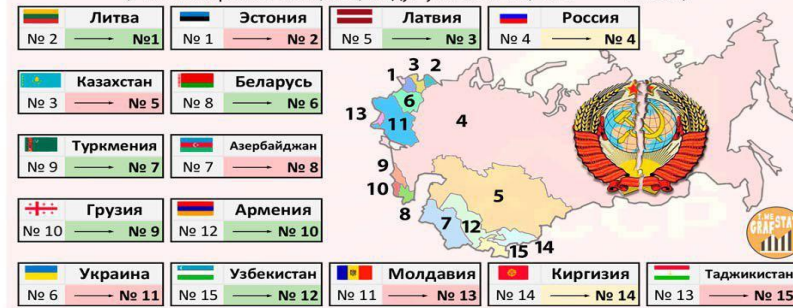 Литва Эстония Латвия Россия
№ 2 №1 № 1 № 2 № 5 № 3 № 4 № 4
Казахстан Беларусь
№ 3 № 5 № 8 № 6
Туркмения Азербайджан
№ 9 № 7 № 7 № 8
Грузия Армения
№ 10 № 9 № 12 № 10
Украина Узбекистан Молдавия Киргизия Таджикистан
№ 6 № 11 № 15 № 12 № 11 № 13 № 14 № 14 № 13 № 15
1 3 2
6
13
11
4
9
10
8
5
7
12
15
14
T.ME
GRAFSTAT